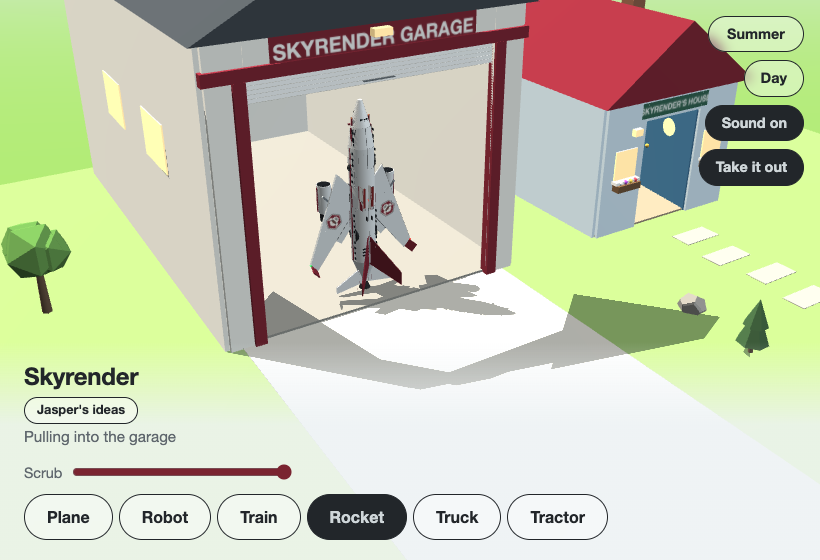 SKYRENDER GARAGE
Summer
Day
SKYRENDER'S HOUSE
Sound on
Take it out
Skyrender
Jasper's ideas
Pulling into the garage
Scrub
Plane
Robot
Train
Rocket
Truck
Tractor